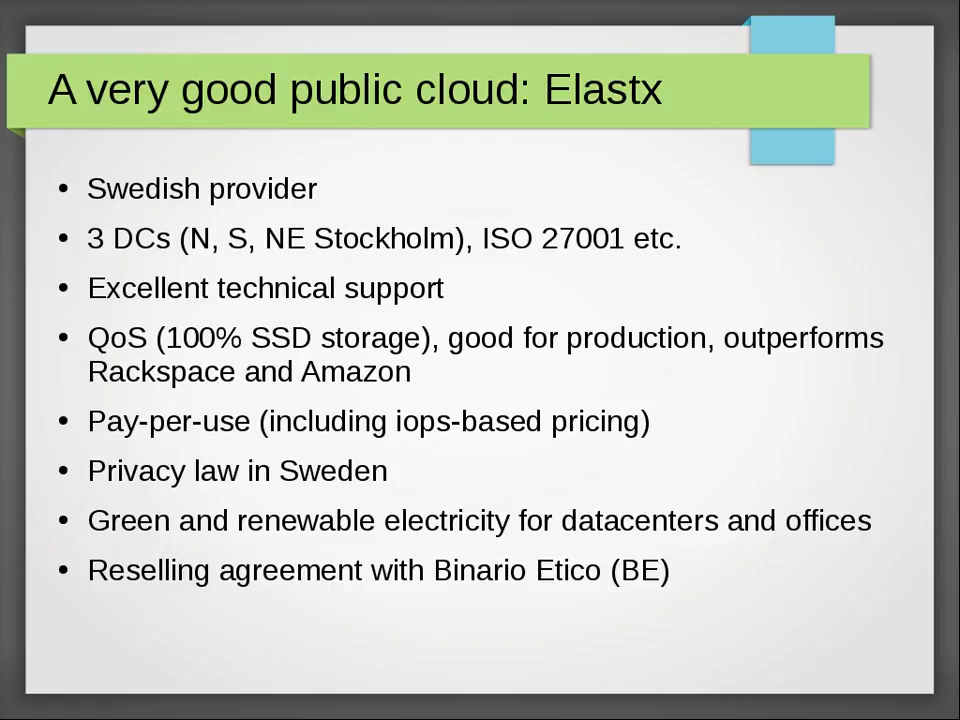 A very good public cloud: Elastx
• Swedish provider
• 3 DCs (N, S, NE Stockholm), ISO 27001 etc.
• Excellent technical support
• QoS (100% SSD storage), good for production, outperforms
Rackspace and Amazon
• Pay-per-use (including iops-based pricing)
• Privacy law in Sweden
• Green and renewable electricity for datacenters and offices
• Reselling agreement with Binario Etico (BE)